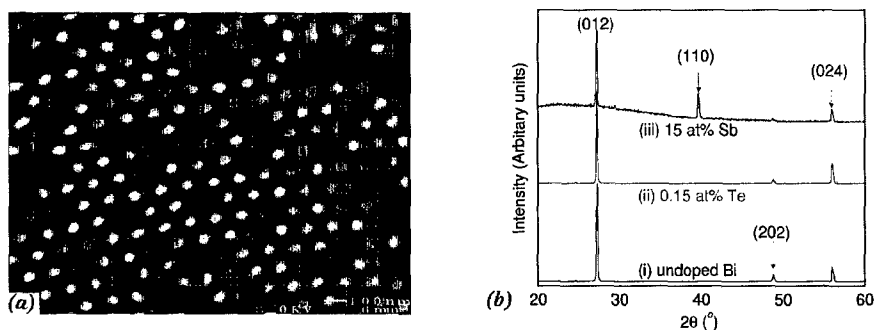 (a)
(012)
(110)
(024)
(iii) 15 at% Sb
(ii) 0.15 at% Te
(202)
(i) undoped Bi
Intensity (Arbitary units)
(b)
20 30 40 50 60
2θ (°)